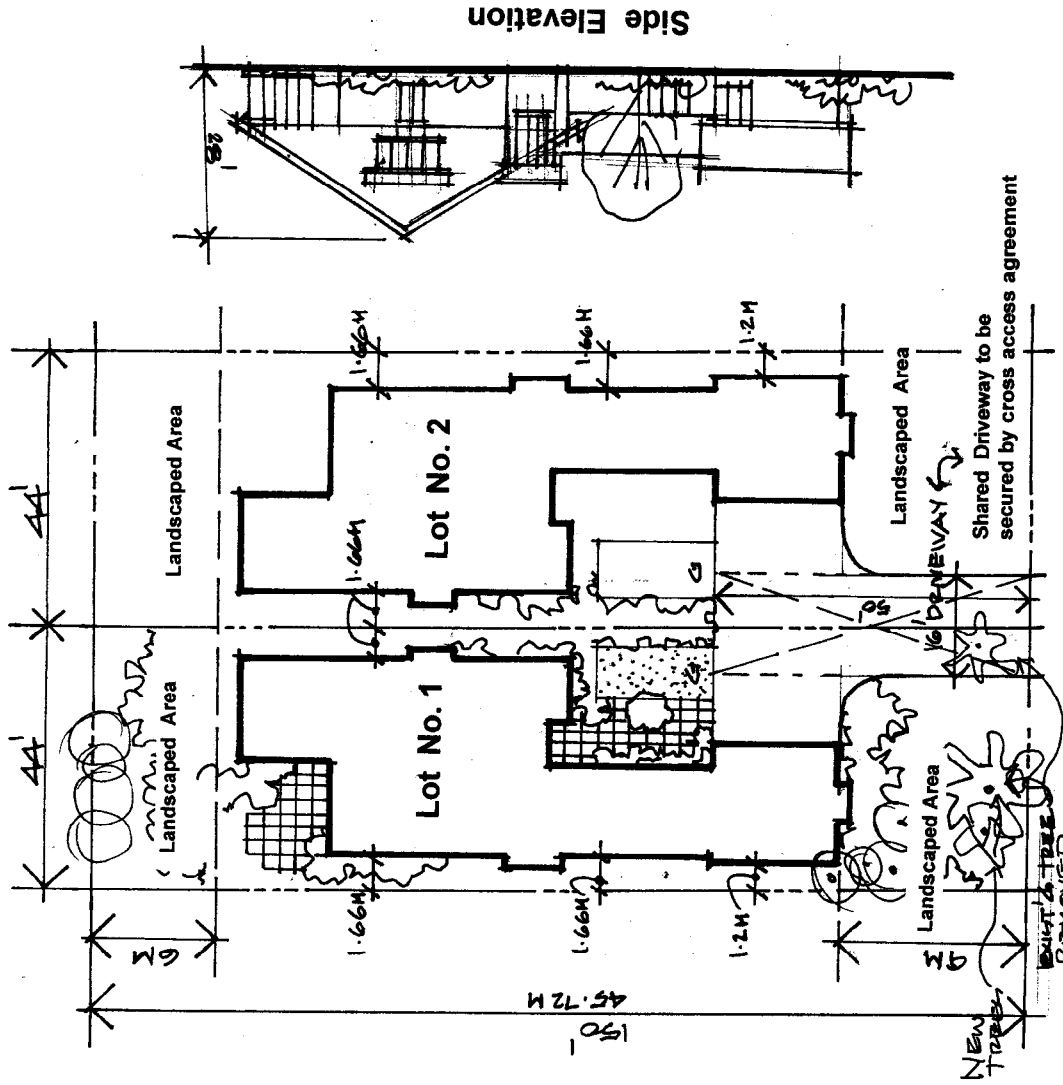 Side Elevation
28'
44'
44'
Landscaped Area
Landscaped Area
1.66M
1.66M
1.66M
1.2M
Lot No. 2
Lot No. 1
1.66M
1.66M
1.2M
6M
45.72M
150'
9M
G
G
50'
16' DRIVEWAY
Landscaped Area
Landscaped Area
Shared Driveway to be
secured by cross access agreement
NEW
TREES
EXIST'G TREE